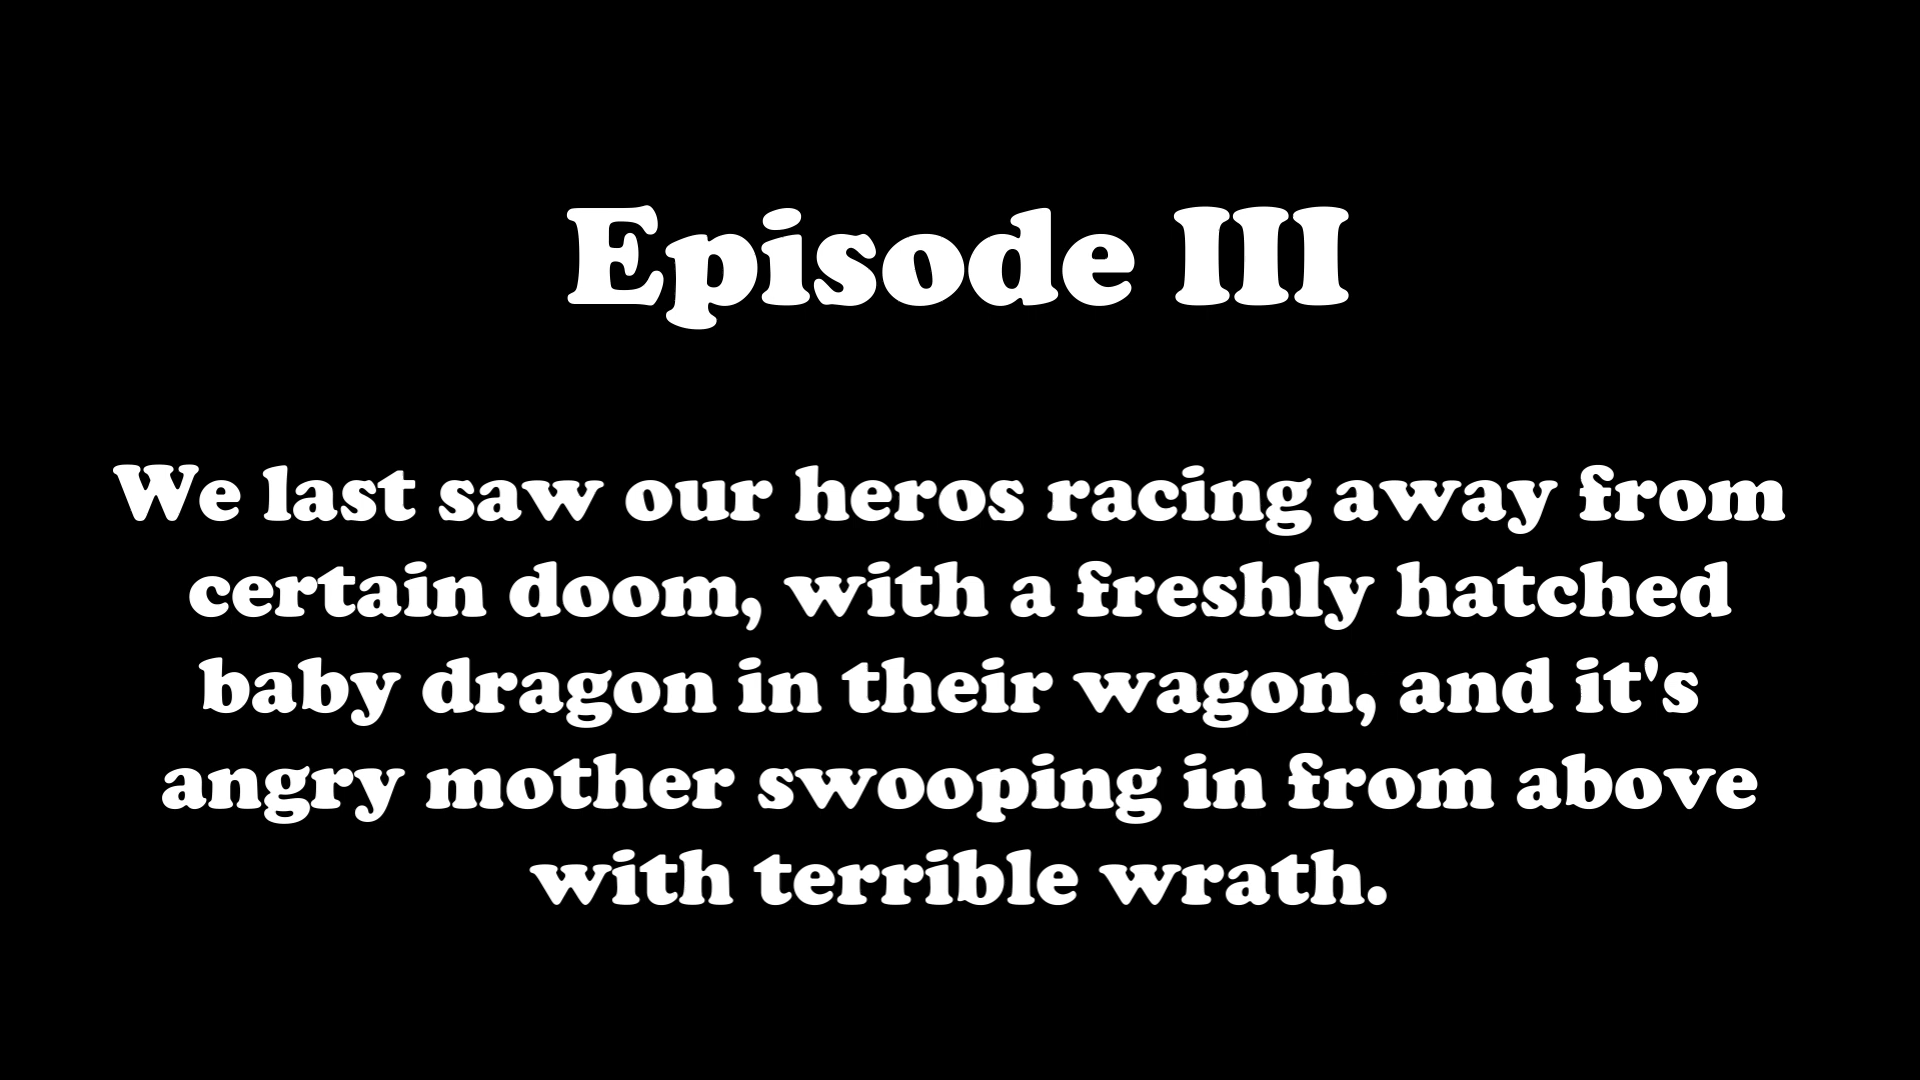 Episode III
We last saw our heros racing away from
certain doom, with a freshly hatched
baby dragon in their wagon, and it's
angry mother swooping in from above
with terrible wrath.